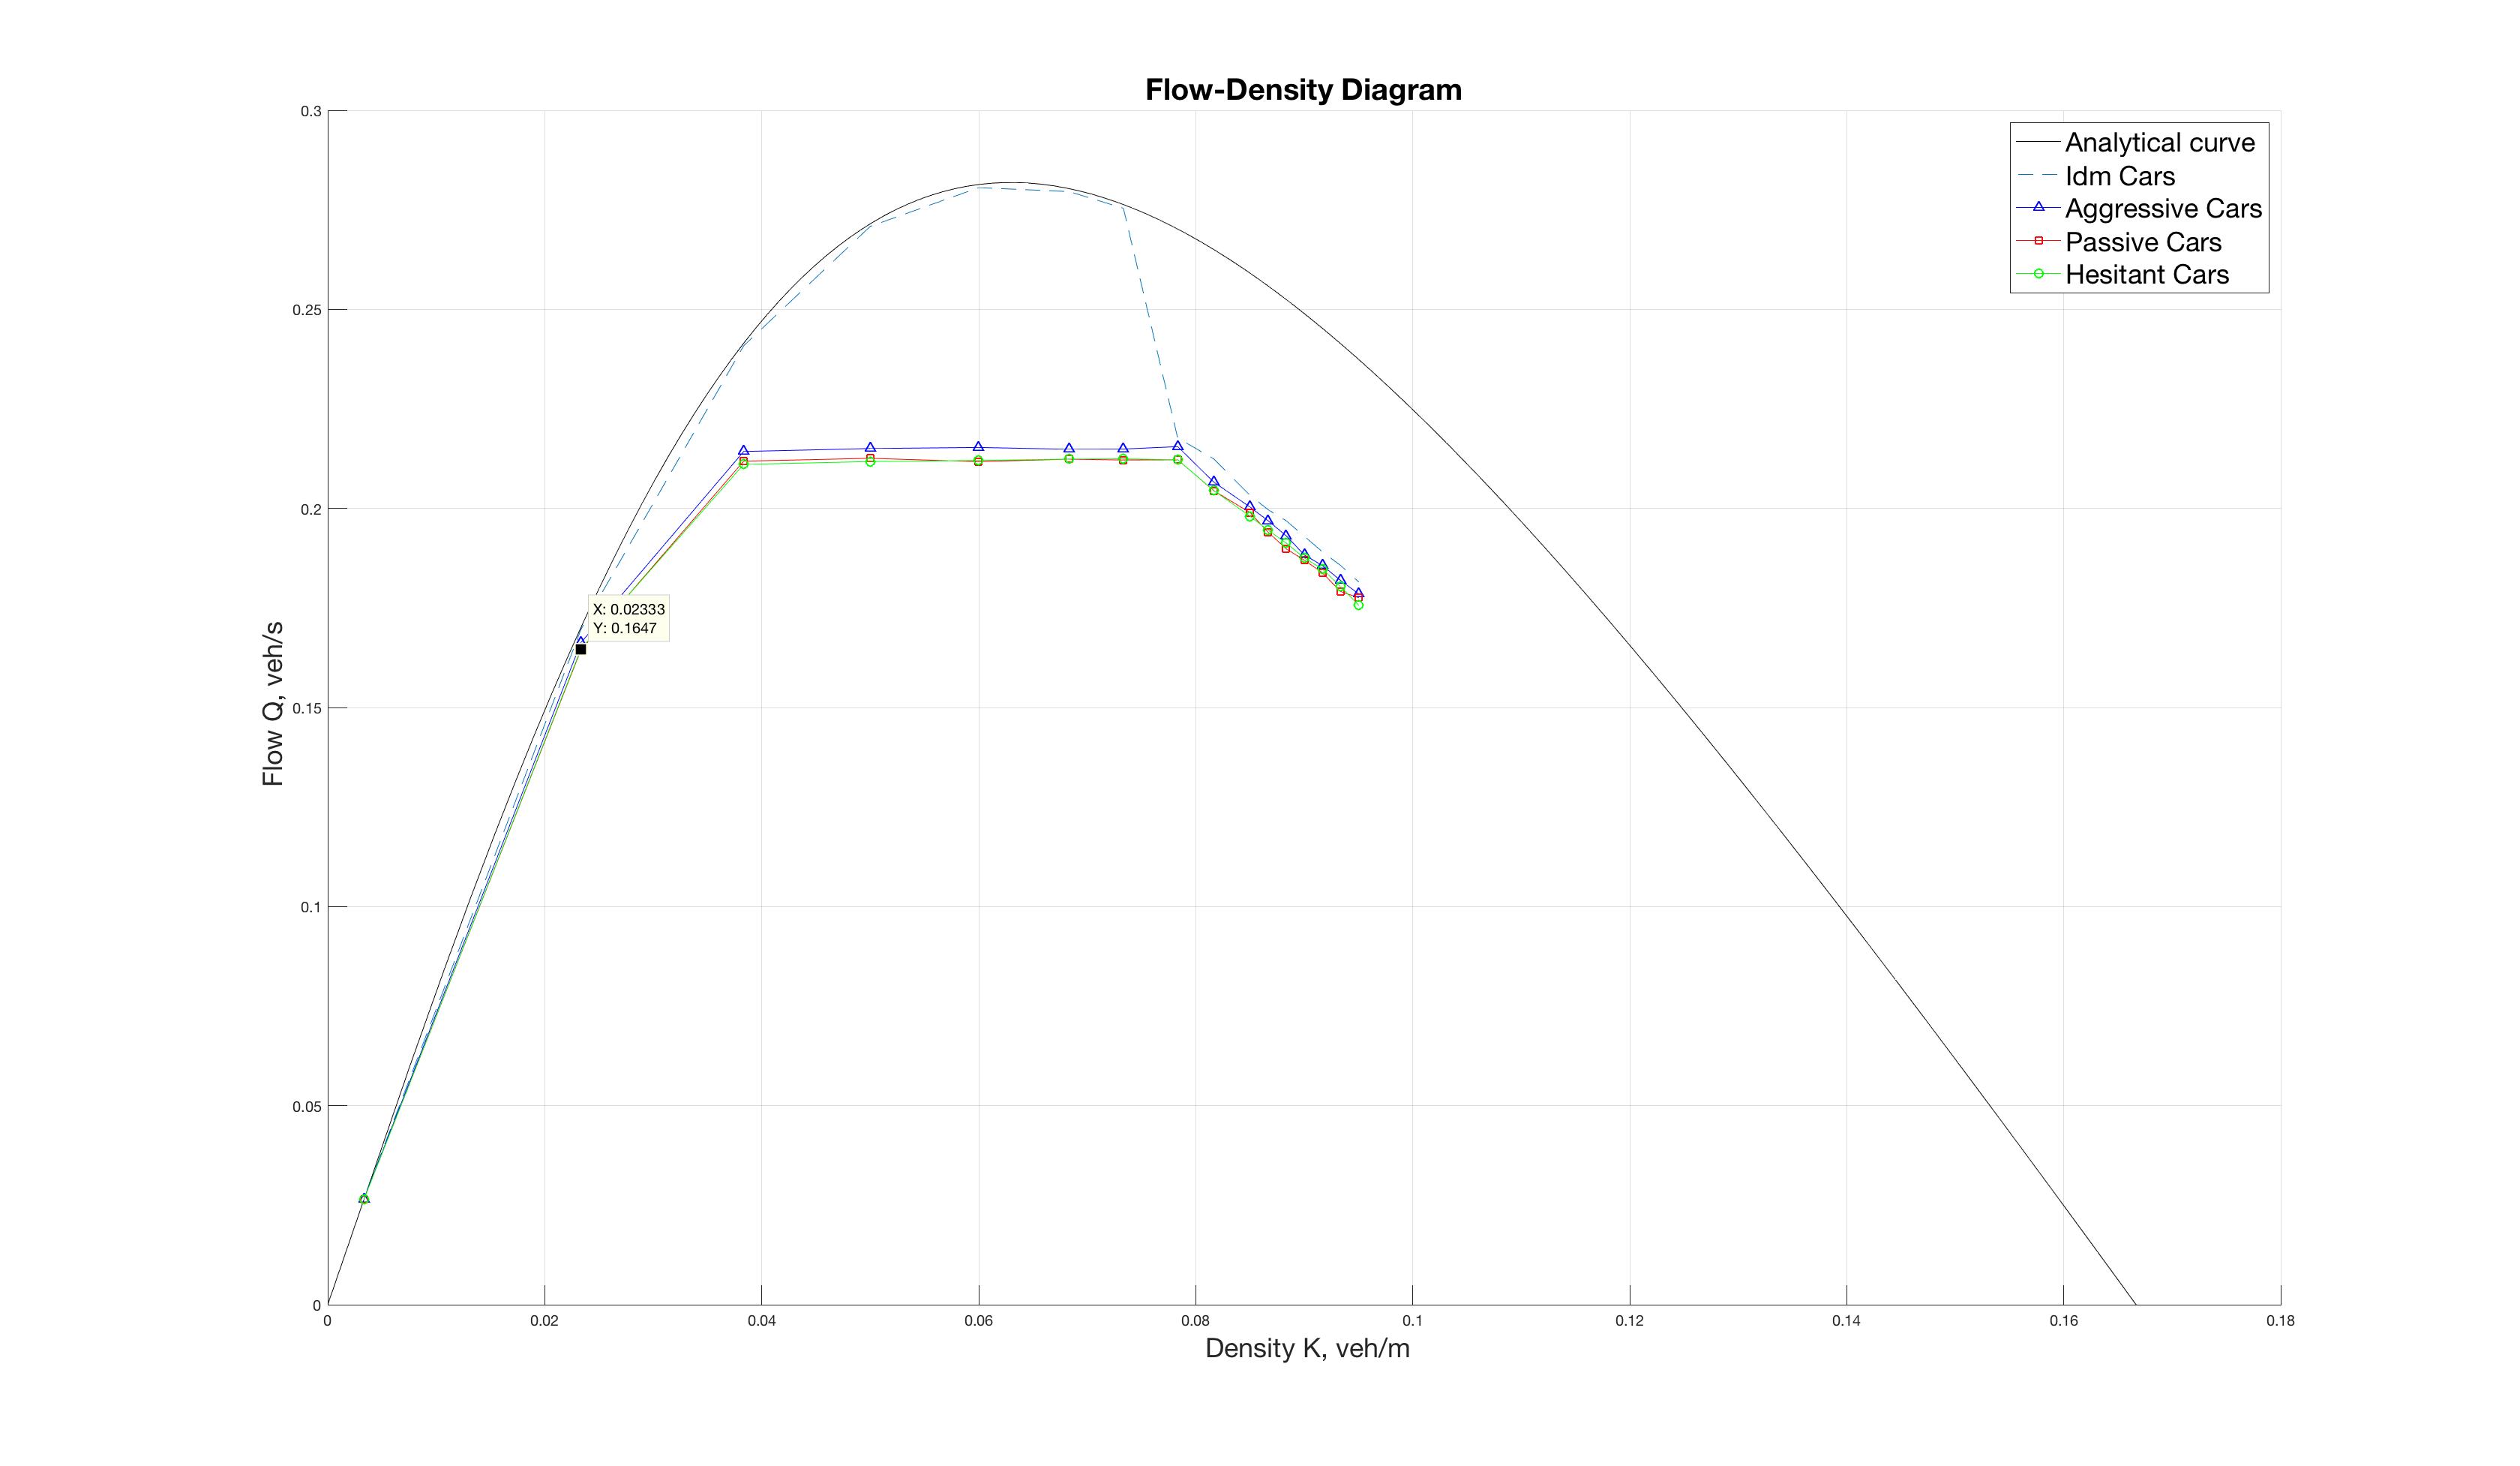 Flow-Density Diagram
Analytical curve
Idm Cars
Aggressive Cars
Passive Cars
Hesitant Cars
0.3
0.25
0.2
0.15
0.1
0.05
0
X: 0.02333
Y: 0.1647
Flow Q, veh/s
0 0.02 0.04 0.06 0.08 0.1 0.12 0.14 0.16 0.18
Density K, veh/m